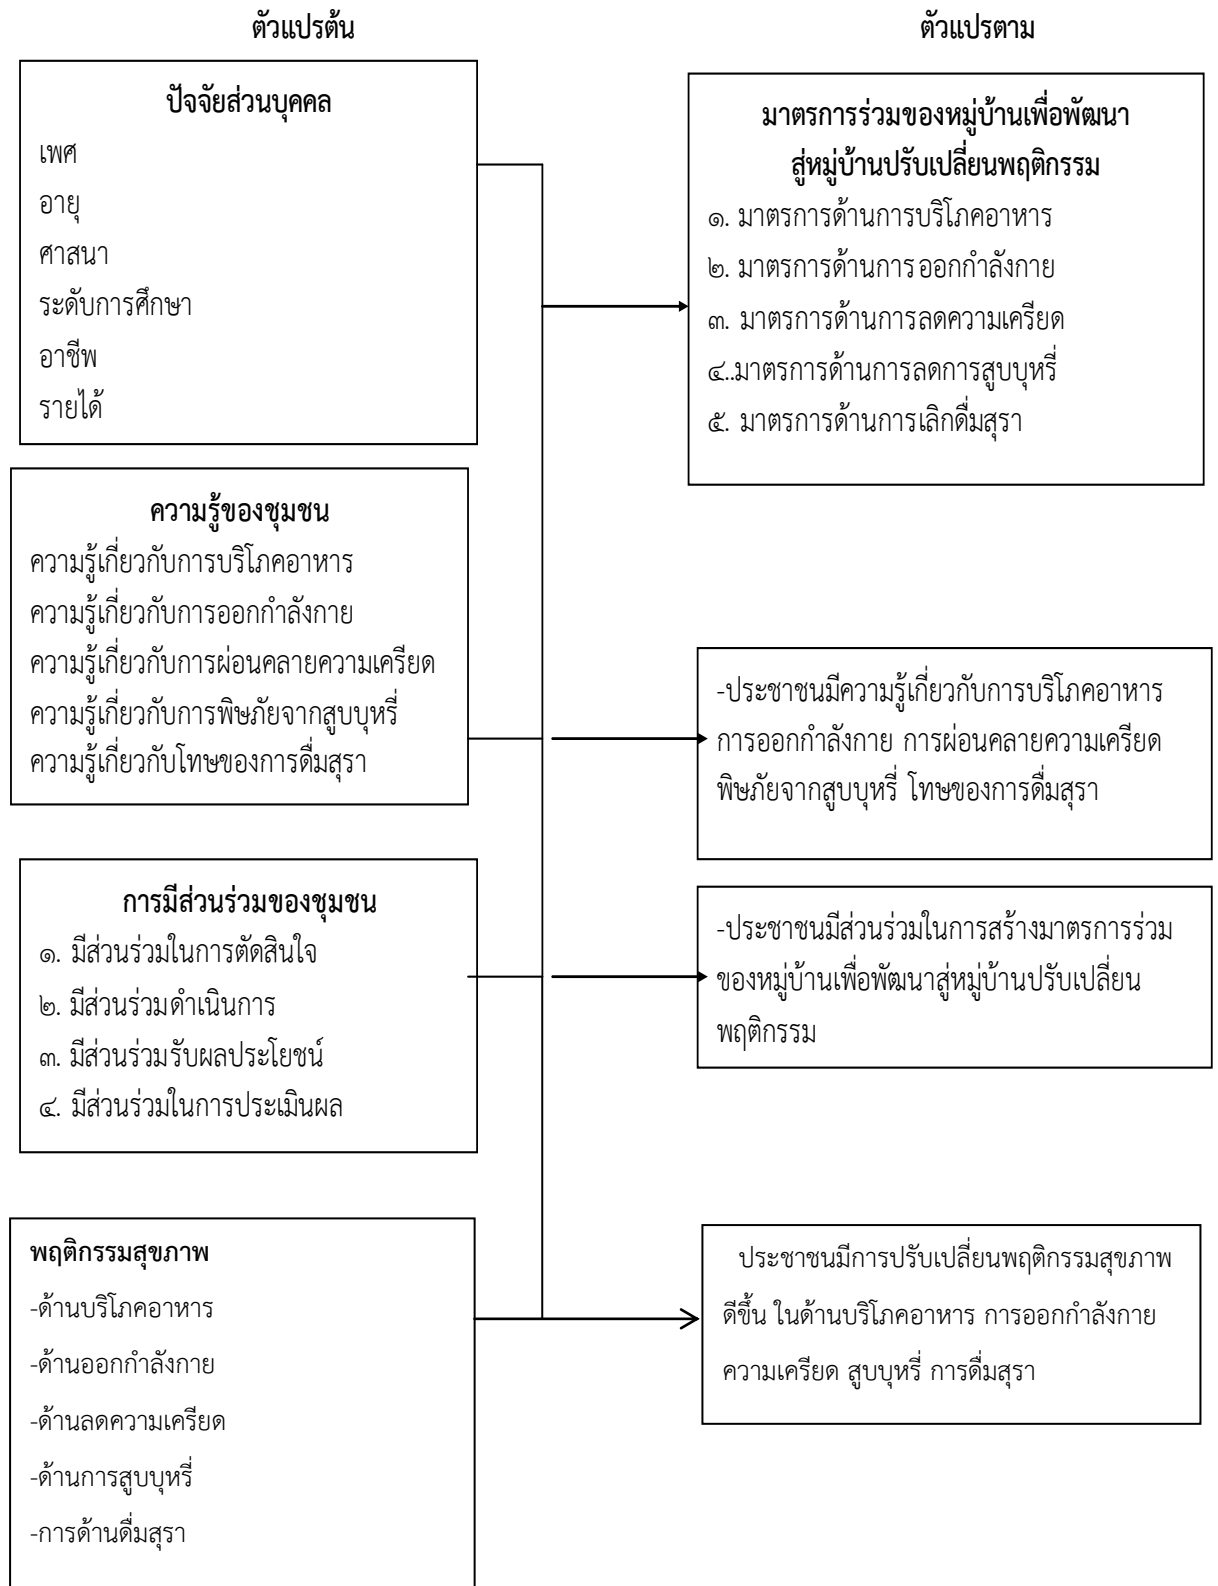 ตัวแปรต้น
ตัวแปรตาม
ปัจจัยส่วนบุคคล
เพศ
อายุ
ศาสนา
ระดับการศึกษา
อาชีพ
รายได้
มาตรการร่วมของหมู่บ้านเพื่อพัฒนา
สู่หมู่บ้านปรับเปลี่ยนพฤติกรรม
๑. มาตรการด้านการบริโภคอาหาร
๒. มาตรการด้านการออกกำลังกาย
๓. มาตรการด้านการลดความเครียด
๔..มาตรการด้านการลดการสูบบุหรี่
๕. มาตรการด้านการเลิกดื่มสุรา
ความรู้ของชุมชน
ความรู้เกี่ยวกับการบริโภคอาหาร
ความรู้เกี่ยวกับการออกกำลังกาย
ความรู้เกี่ยวกับการผ่อนคลายความเครียด
ความรู้เกี่ยวกับการพิษภัยจากสูบบุหรี่
ความรู้เกี่ยวกับโทษของการดื่มสุรา
-ประชาชนมีความรู้เกี่ยวกับการบริโภคอาหาร
การออกกำลังกาย การผ่อนคลายความเครียด
พิษภัยจากสูบบุหรี่ โทษของการดื่มสุรา
การมีส่วนร่วมของชุมชน
๑. มีส่วนร่วมในการตัดสินใจ
๒. มีส่วนร่วมดำเนินการ
๓. มีส่วนร่วมรับผลประโยชน์
๔. มีส่วนร่วมในการประเมินผล
-ประชาชนมีส่วนร่วมในการสร้างมาตรการร่วม
ของหมู่บ้านเพื่อพัฒนาสู่หมู่บ้านปรับเปลี่ยน
พฤติกรรม
พฤติกรรมสุขภาพ
-ด้านบริโภคอาหาร
-ด้านออกกำลังกาย
-ด้านลดความเครียด
-ด้านการสูบบุหรี่
-การด้านดื่มสุรา
ประชาชนมีการปรับเปลี่ยนพฤติกรรมสุขภาพ
ดีขึ้น ในด้านบริโภคอาหาร การออกกำลังกาย
ความเครียด สูบบุหรี่ การดื่มสุรา